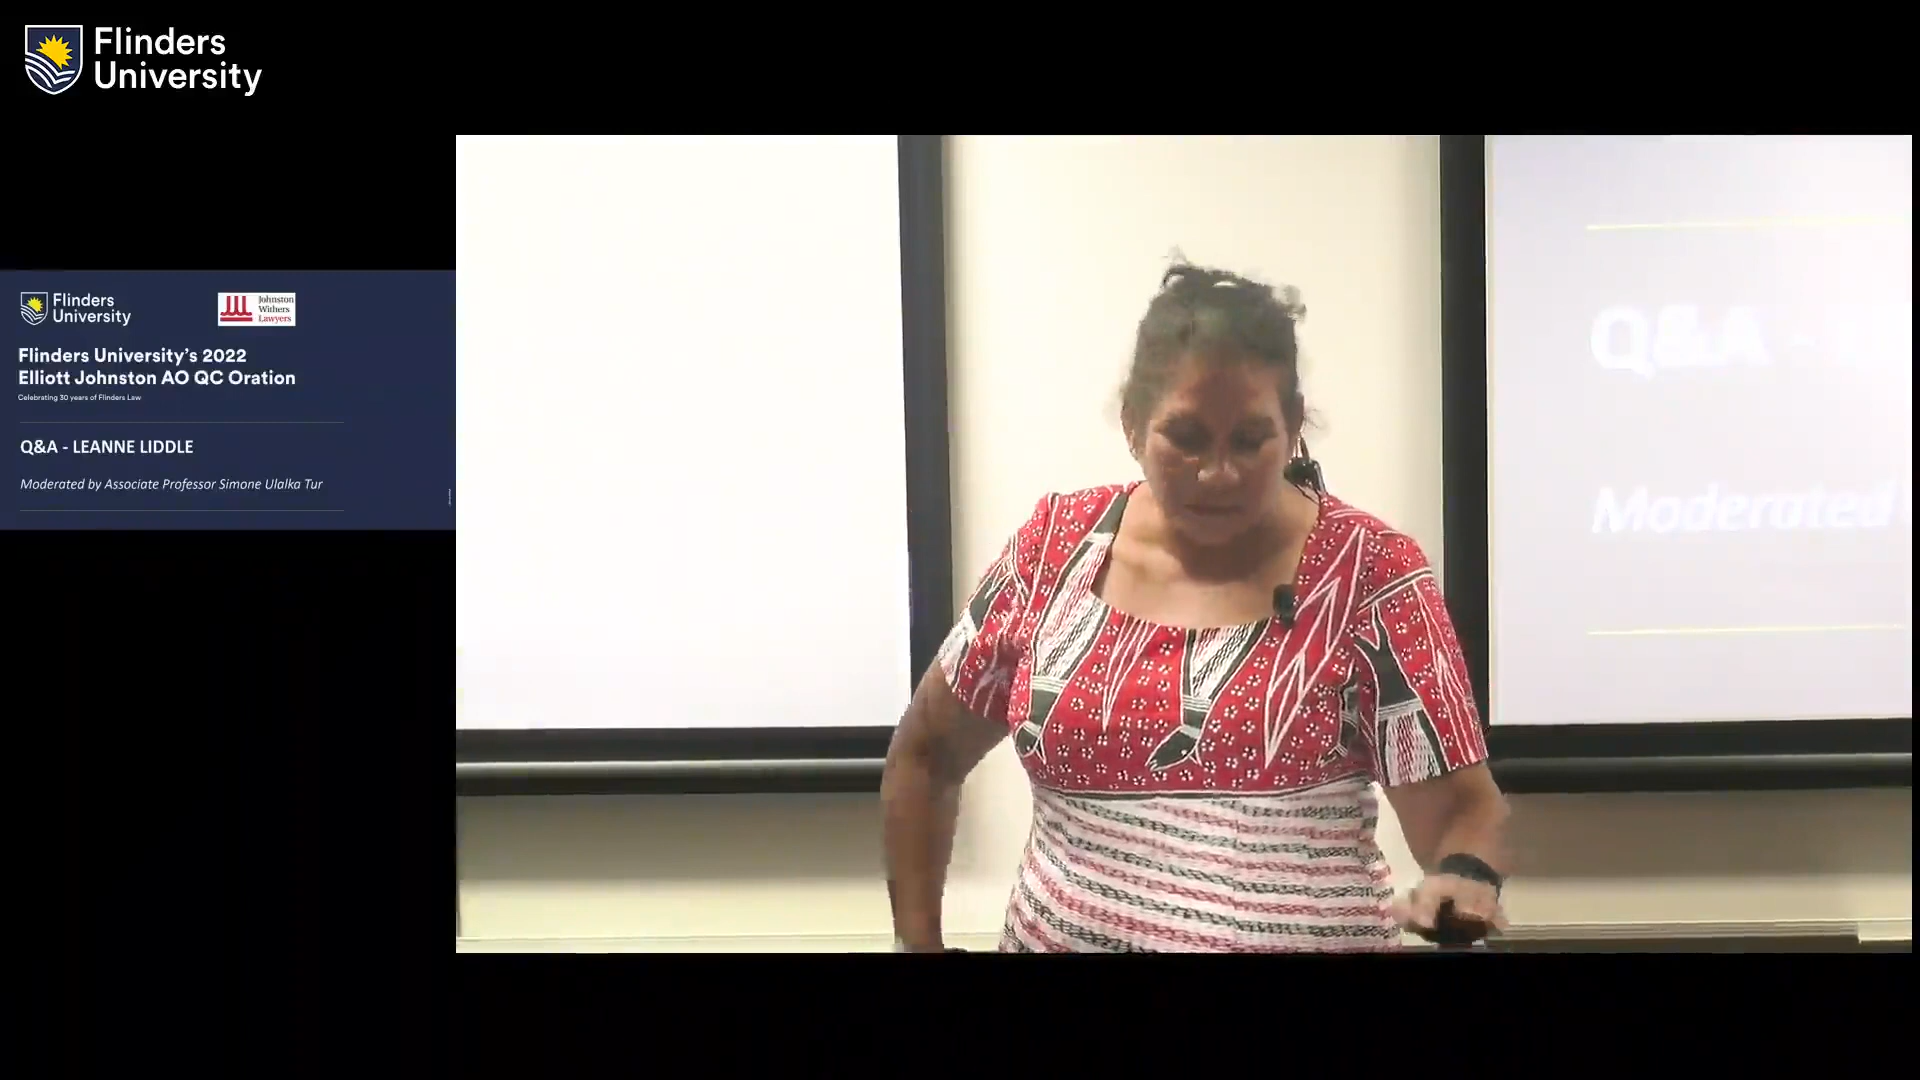 Flinders
University
Flinders
University
Johnston
Withers
Lawyers
Flinders University's 2022
Elliott Johnston AO QC Oration
Celebrating 30 years of Flinders Law
Q&A - LEANNE LIDDLE
Moderated by Associate Professor Simone Ulalka Tur
Q&A -
Moderated